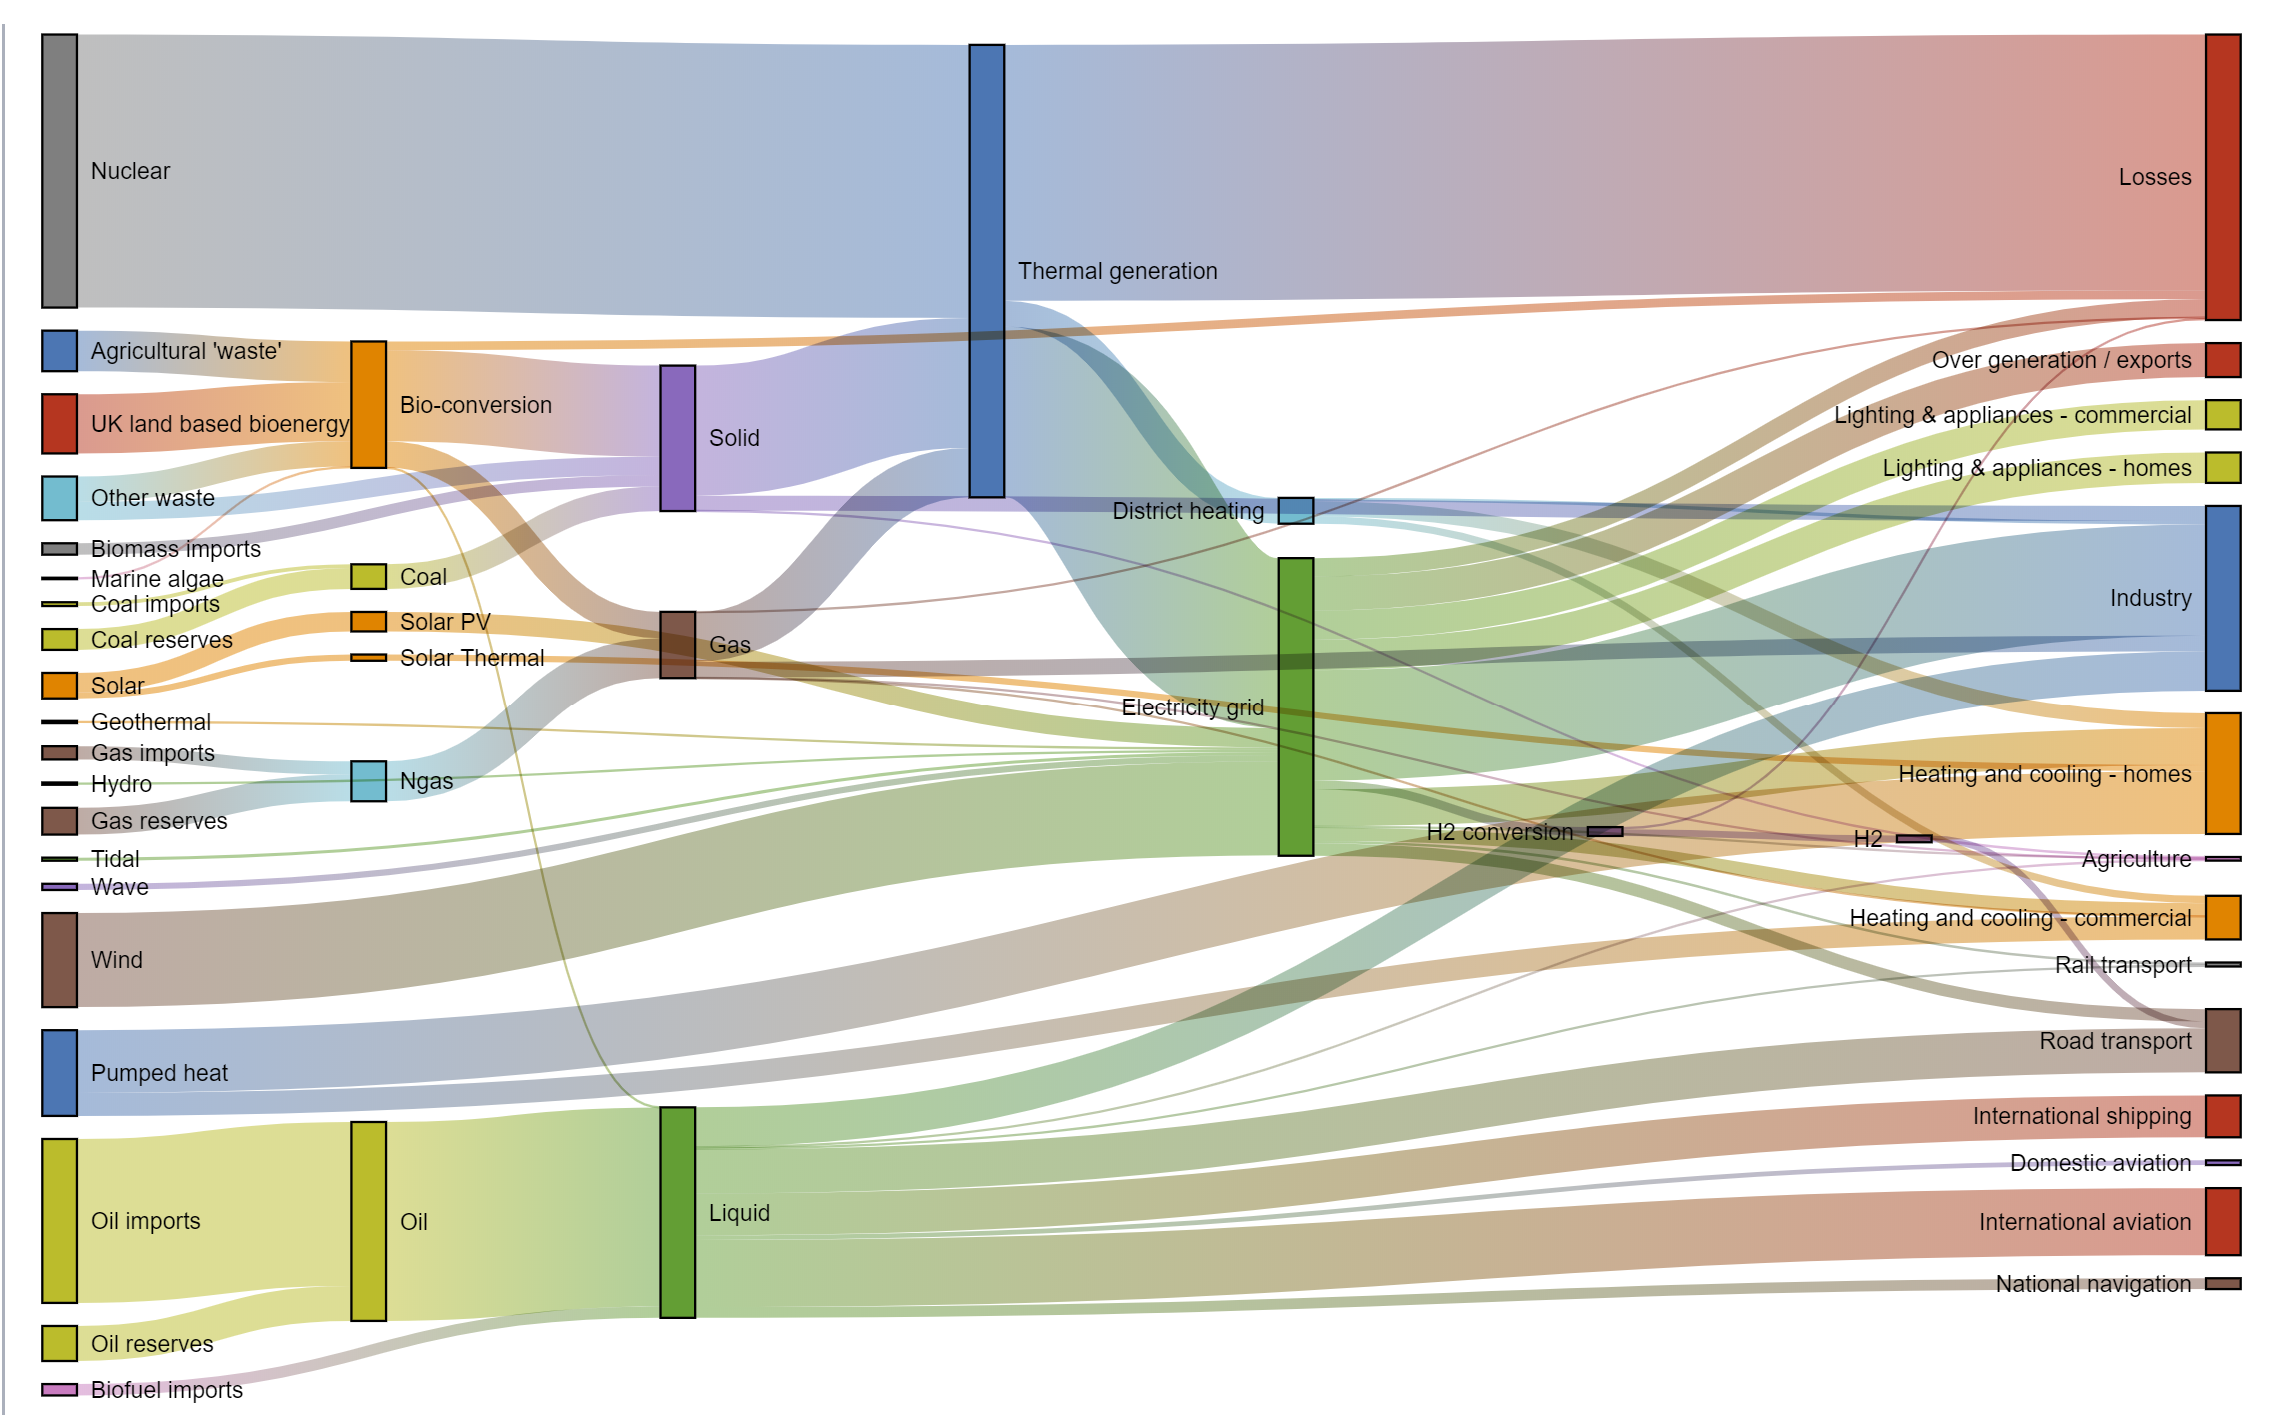 Nuclear
Agricultural 'waste'
UK land based bioenergy
Other waste
Biomass imports
Marine algae
Coal imports
Coal reserves
Solar
Geothermal
Gas imports
Hydro
Gas reserves
Tidal
Wave
Wind
Pumped heat
Oil imports
Oil reserves
Biofuel imports
Bio-conversion
Coal
Solar PV
Solar Thermal
Ngas
Oil
Solid
Gas
Liquid
Thermal generation
District heating
Electricity grid
H2 conversion
H2
Losses
Over generation / exports
Lighting & appliances - commercial
Lighting & appliances - homes
Industry
Heating and cooling - homes
Agriculture
Heating and cooling - commercial
Rail transport
Road transport
International shipping
Domestic aviation
International aviation
National navigation